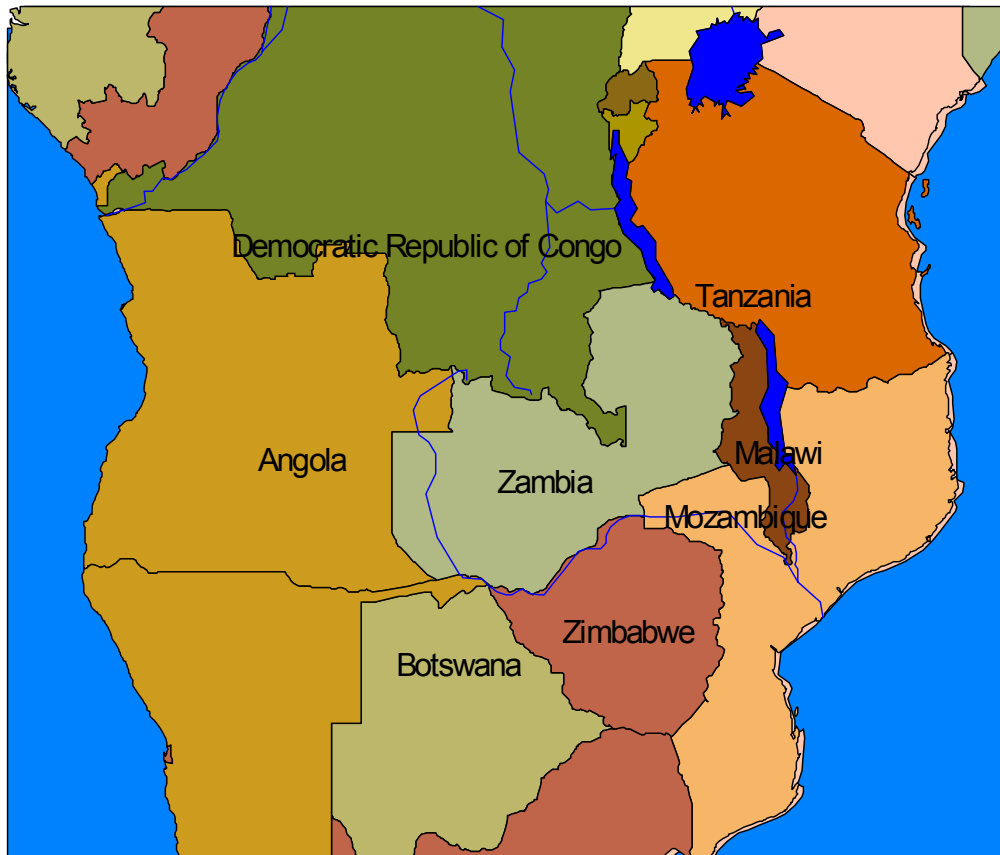 Democratic Republic of Congo
Tanzania
Angola
Zambia
Malawi
Mozambique
Zimbabwe
Botswana